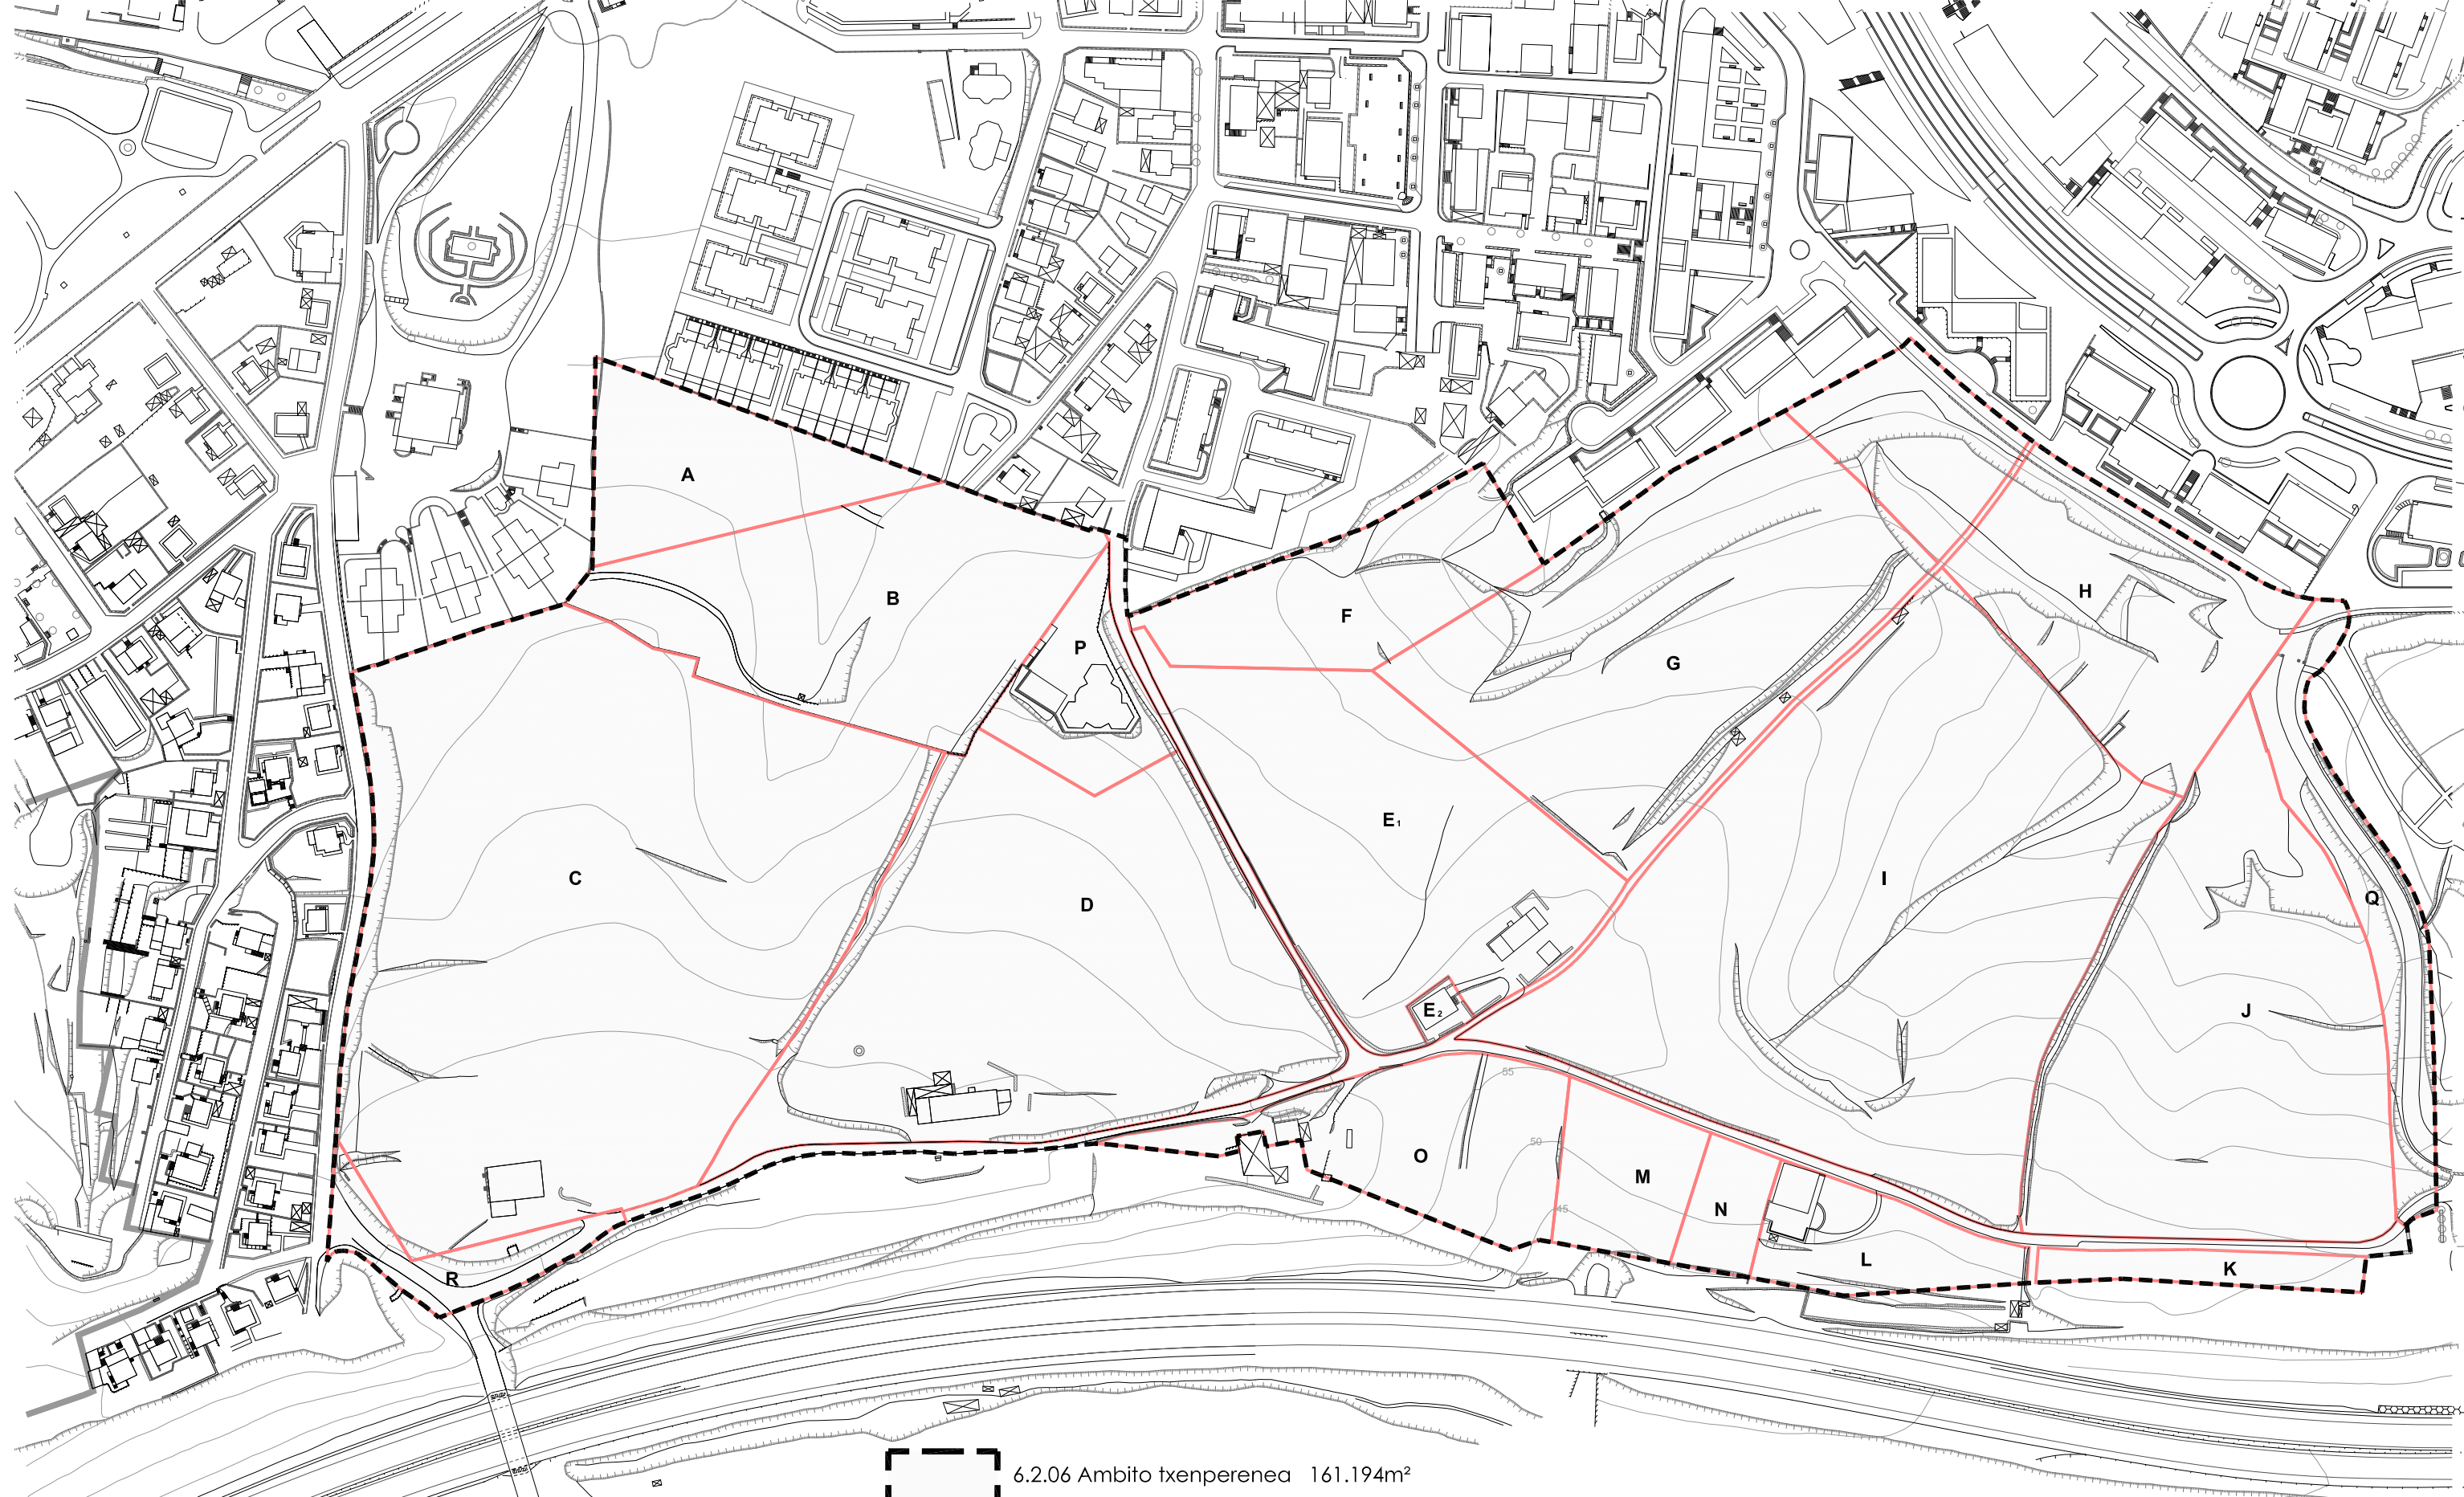 A
B
P
F
G
H
E1
C
D
I
Q
E2
J
55
50
O
M
N
45
L
K
R
6.2.06 Ambito txenperenea 161.194m²